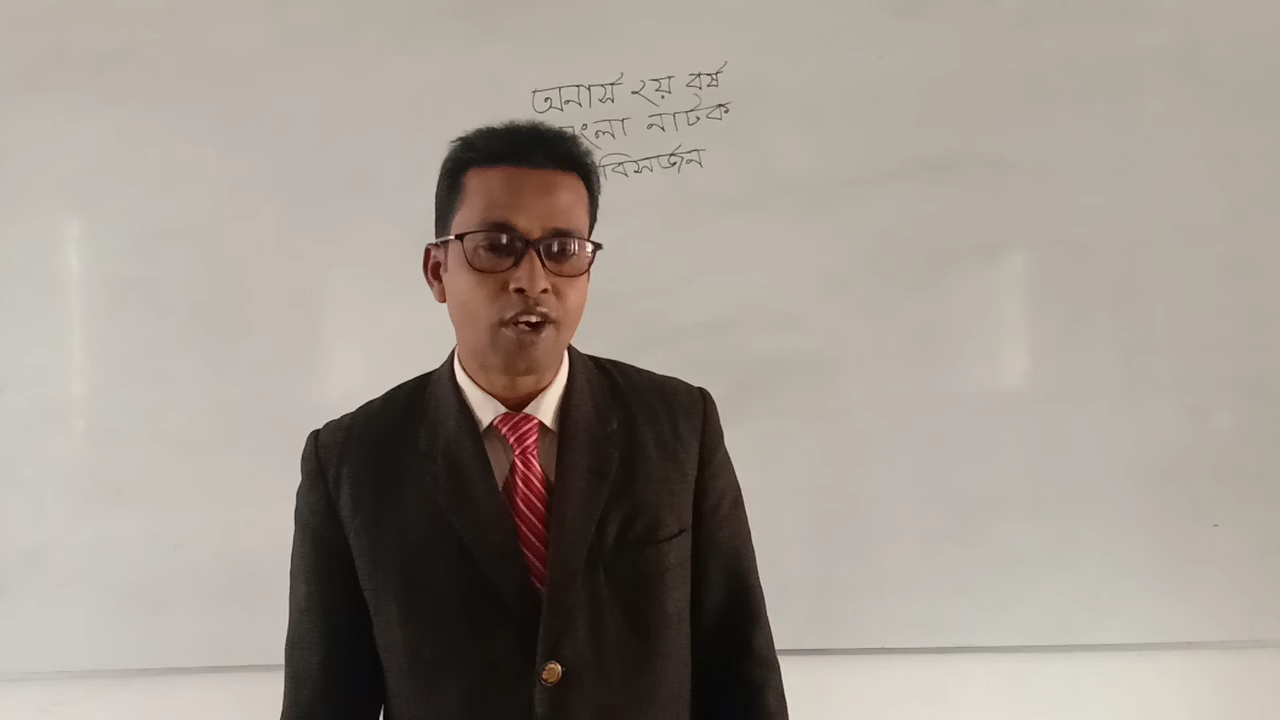 অনার্স ২য় বর্ষ
বাংলা নাটক
বিসর্জন